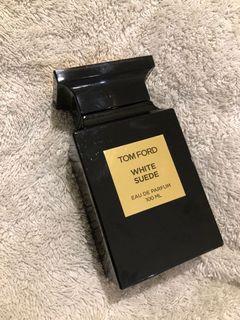 TOM FORD
WHITE
SUEDE
EAU DE PARFUM
100 ML